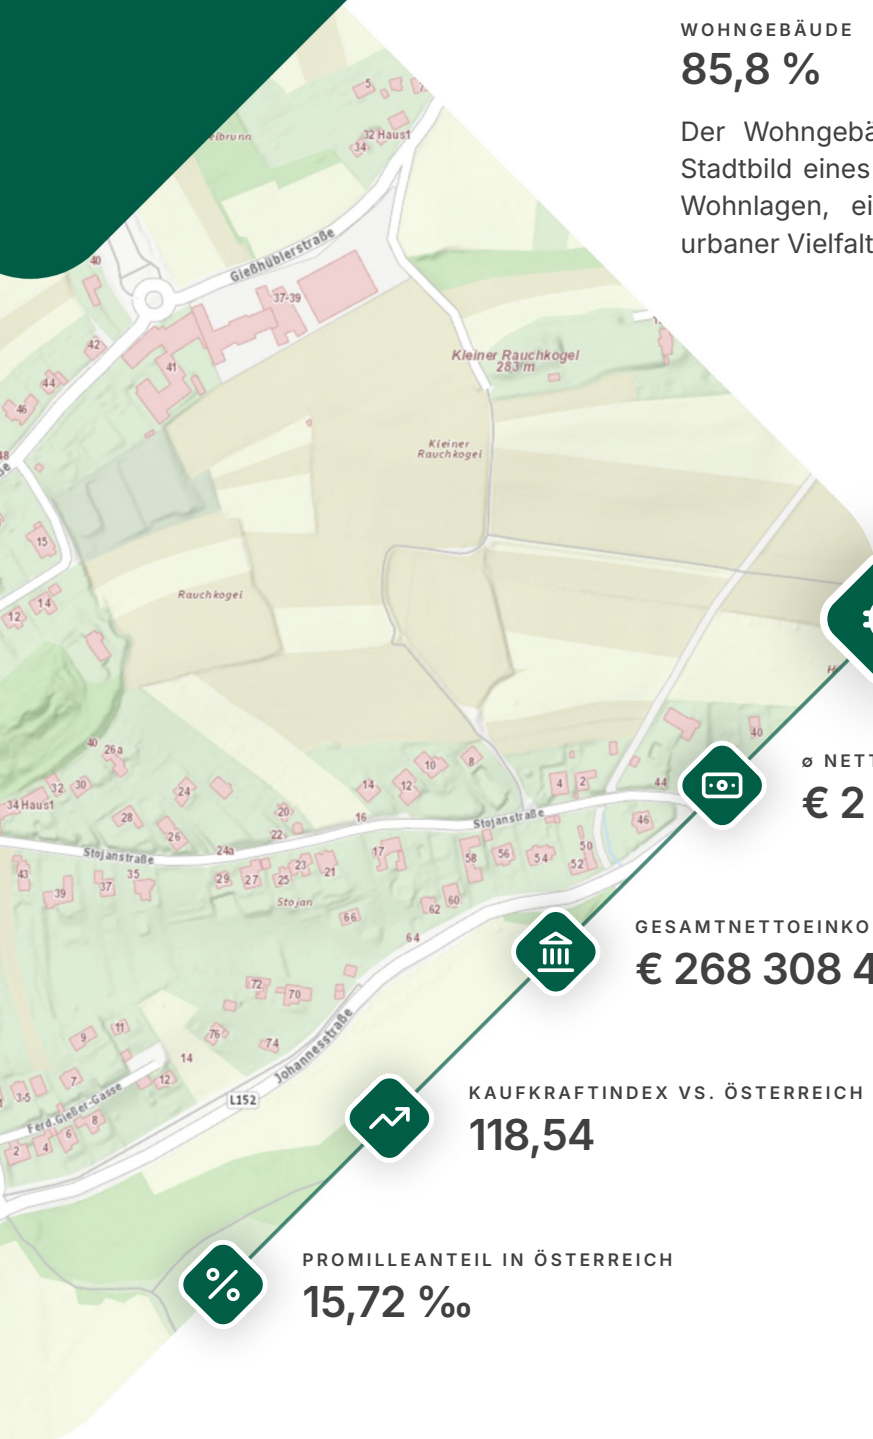 WOHNGEBÄUDE
85,8 %
Der Wohngebä
Stadtbild eines
Wohnlagen, ei
urbaner Vielfalt
elbrunn
5
32 Haust
34
40
Gießhüblerstraße
37-39
42
41
44
46
48
Kleiner Rauchkogel
283 m
Kleiner
Rauchkogel
15
Rauchkogel
14
12
40
26a
40
10
8
32
30
24
14
12
4
2
44
34 Haust
28
20
16
Stojanstraße
46
26
22
Stojanstraße
24a
17
58
56
54
50
52
43
39
37
35
29
27
25
23
21
Stojan
62
60
66
64
72
70
76
74
9
11
14
Johannesstraße
3-5
7
12
L152
Ferd.Gießer-Gasse
2
4
6
8
ø NETT
€ 2
GESAMTNETTOEINKO
€ 268 308 4
KAUFKRAFTINDEX VS. ÖSTERREICH
118,54
PROMILLEANTEIL IN ÖSTERREICH
15,72 ‰